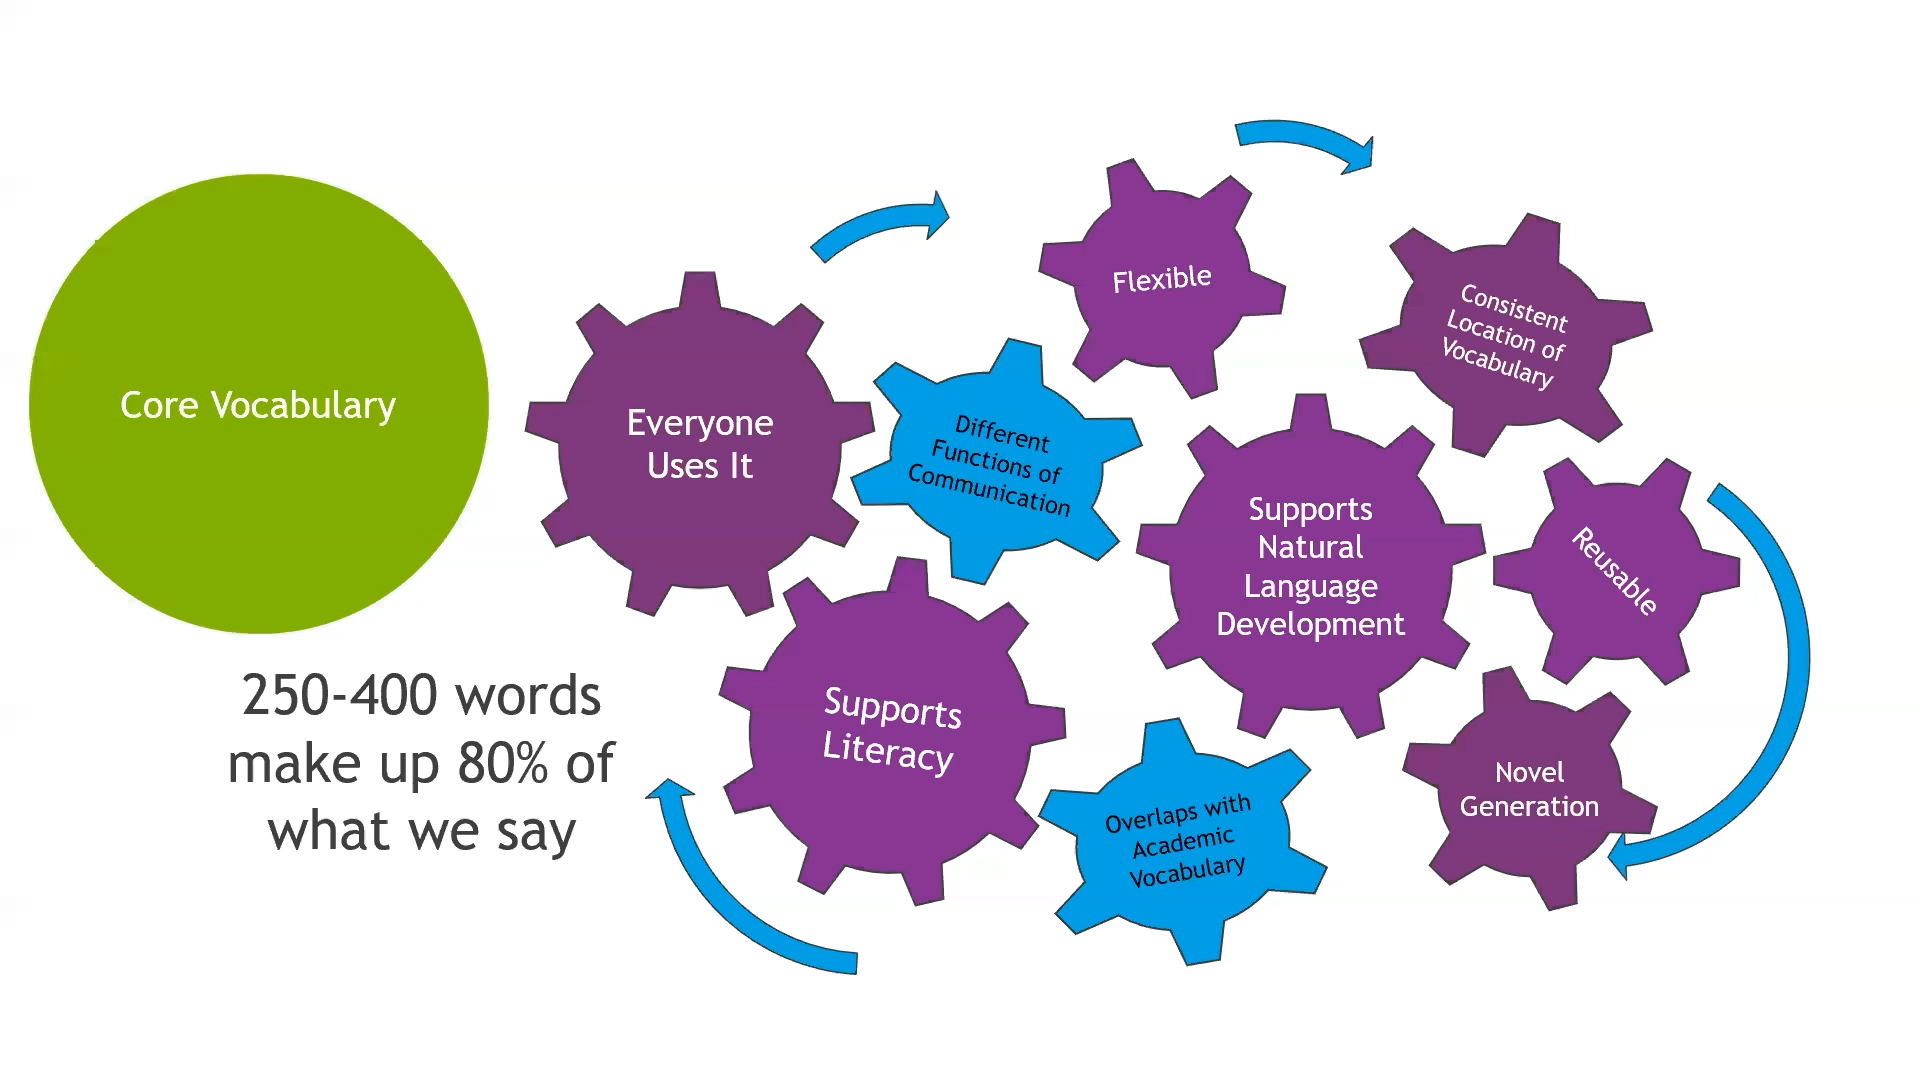 Core Vocabulary
250-400 words
make up 80% of
what we say
Everyone
Uses It
Different
Functions of
Communication
Flexible
Consistent
Location of
Vocabulary
Supports
Natural
Language
Development
Reusable
Supports
Literacy
Overlaps with
Academic
Vocabulary
Novel
Generation